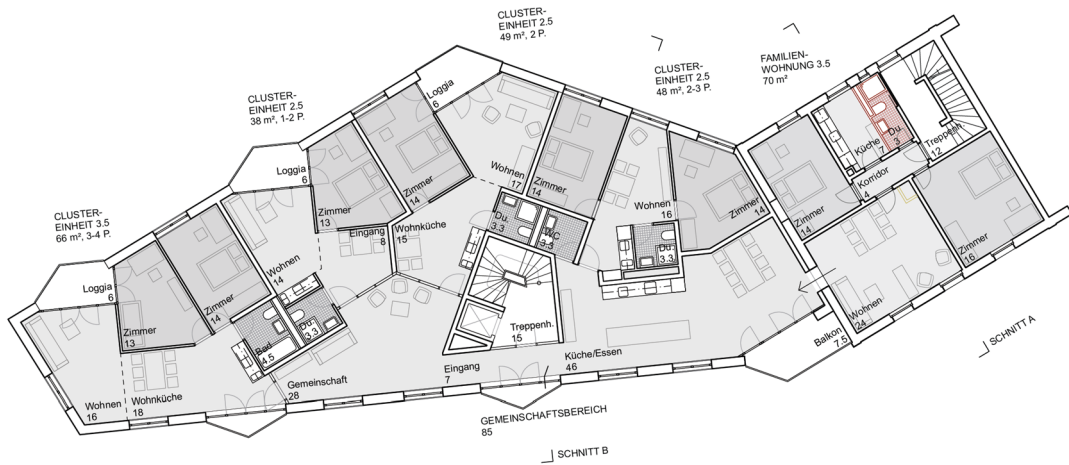 CLUSTER-
EINHEIT 2.5
49 m², 2 P.
CLUSTER-
EINHEIT 2.5
48 m², 2-3 P.
FAMILIEN-
WOHNUNG 3.5
70 m²
CLUSTER-
EINHEIT 2.5
38 m², 1-2 P.
CLUSTER-
EINHEIT 3.5
66 m², 3-4 P.
Loggia
6
Loggia
6
Loggia
6
Zimmer
13
Zimmer
14
Wohnen
14
Zimmer
13
Zimmer
14
Eingang
8
Wohnküche
15
Wohnen
17
Zimmer
14
Du.
3.3
WC
3.3
Wohnen
16
Du.
3.3
Zimmer
14
Zimmer
14
Küche
7
Du.
3
Treppenh.
12
Korridor
4
Zimmer
16
Wohnen
24
Balkon
7.5
Wohnen
16
Wohnküche
18
Bad
4.5
Du.
3.3
Gemeinschaft
28
Eingang
7
Treppenh.
15
Küche/Essen
46
GEMEINSCHAFTSBEREICH
85
SCHNITT A
SCHNITT B